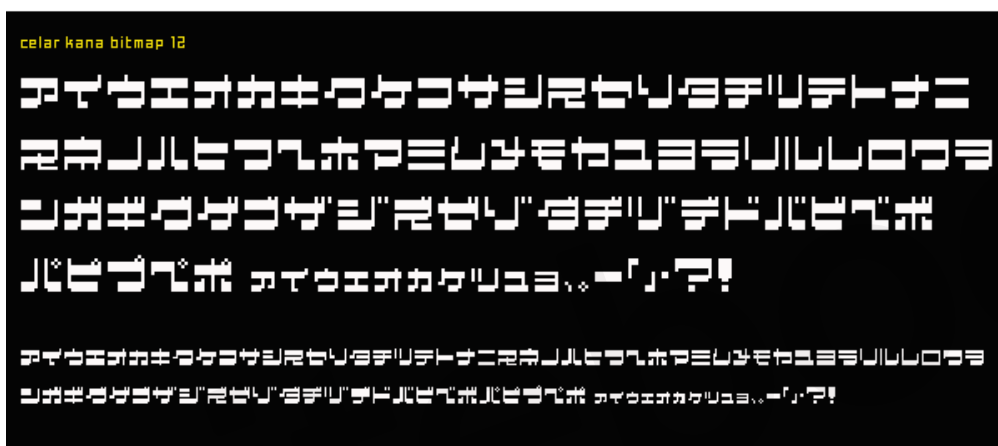 celar kana bitmap 12
アイウエオカキクケコサシスセソタチツテトナニ
ヌネノハヒフヘホマミムメモヤユヨラリルレロワヲ
ンガギグゲゴザジズゼゾダヂヅデドバビベボ
パピプペポ ァィゥェォヵヶッュョ、。ー「」・?!
アイウエオカキクケコサシスセソタチツテトナニヌネノハヒフヘホマミムメモヤユヨラリルレロワヲ
ンガギグゲゴザジズゼゾダヂヅデドバビベボパピプペポ ァィゥェォヵヶッュョ、。ー「」・?!